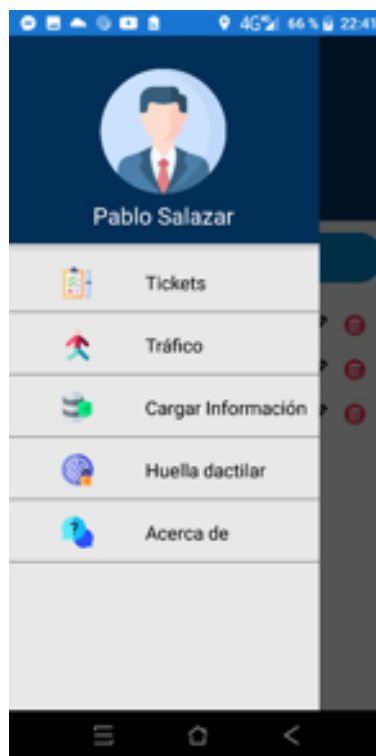 4G 66 % 22:41
Pablo Salazar
Tickets
Tráfico
Cargar Información
Huella dactilar
Acerca de